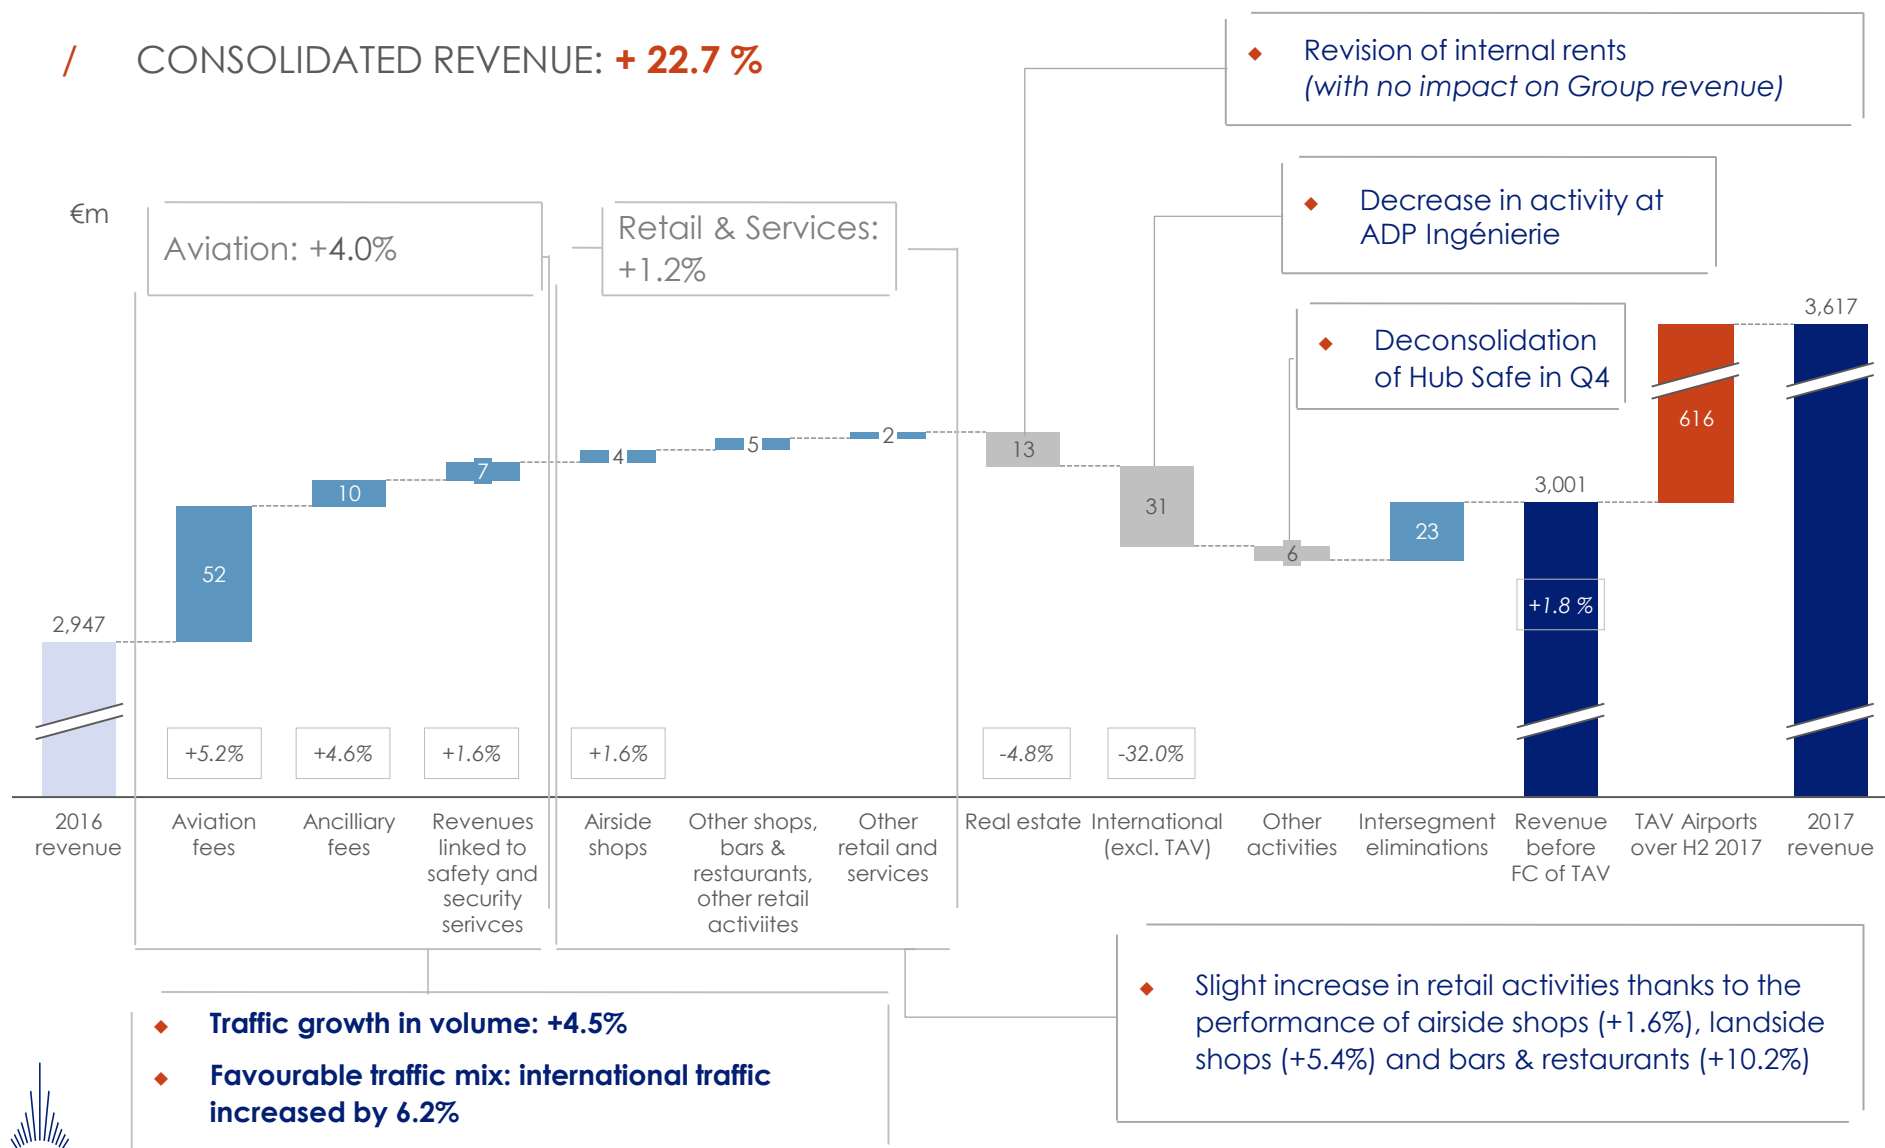 / CONSOLIDATED REVENUE: + 22.7 %
Revision of internal rents
(with no impact on Group revenue)
Decrease in activity at
ADP Ingénierie
Deconsolidation
of Hub Safe in Q4
€m
Aviation: +4.0%
Retail & Services:
+1.2%
2,947
52
10
7
4
5
2
13
31
6
23
3,001
+1.8 %
616
3,617
+5.2%
+4.6%
+1.6%
+1.6%
-4.8%
-32.0%
2016
revenue
Aviation
fees
Ancilliary
fees
Revenues
linked to
safety and
security
serivces
Airside
shops
Other shops,
bars &
restaurants,
other retail
activiites
Other
retail and
services
Real estate
International
(excl. TAV)
Other
activities
Intersegment
eliminations
Revenue
before
FC of TAV
TAV Airports
over H2 2017
2017
revenue
Traffic growth in volume: +4.5%
Favourable traffic mix: international traffic
increased by 6.2%
Slight increase in retail activities thanks to the
performance of airside shops (+1.6%), landside
shops (+5.4%) and bars & restaurants (+10.2%)